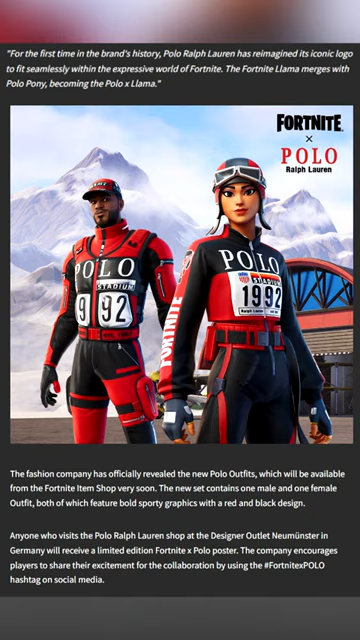 "For the first time in the brand's history, Polo Ralph Lauren has reimagined its iconic logo
to fit seamlessly within the expressive world of Fortnite. The Fortnite Llama merges with
Polo Pony, becoming the Polo x Llama."
FORTNITE
×
POLO
Ralph Lauren
POLO
STADIUM
1992
Ralph Lauren
FORTNITE
POLO
STADIUM
9 92
The fashion company has officially revealed the new Polo Outfits, which will be available
from the Fortnite Item Shop very soon. The new set contains one male and one female
Outfit, both of which feature bold sporty graphics with a red and black design.
Anyone who visits the Polo Ralph Lauren shop at the Designer Outlet Neumünster in
Germany will receive a limited edition Fortnite x Polo poster. The company encourages
players to share their excitement for the collaboration by using the #FortnitexPOLO
hashtag on social media.